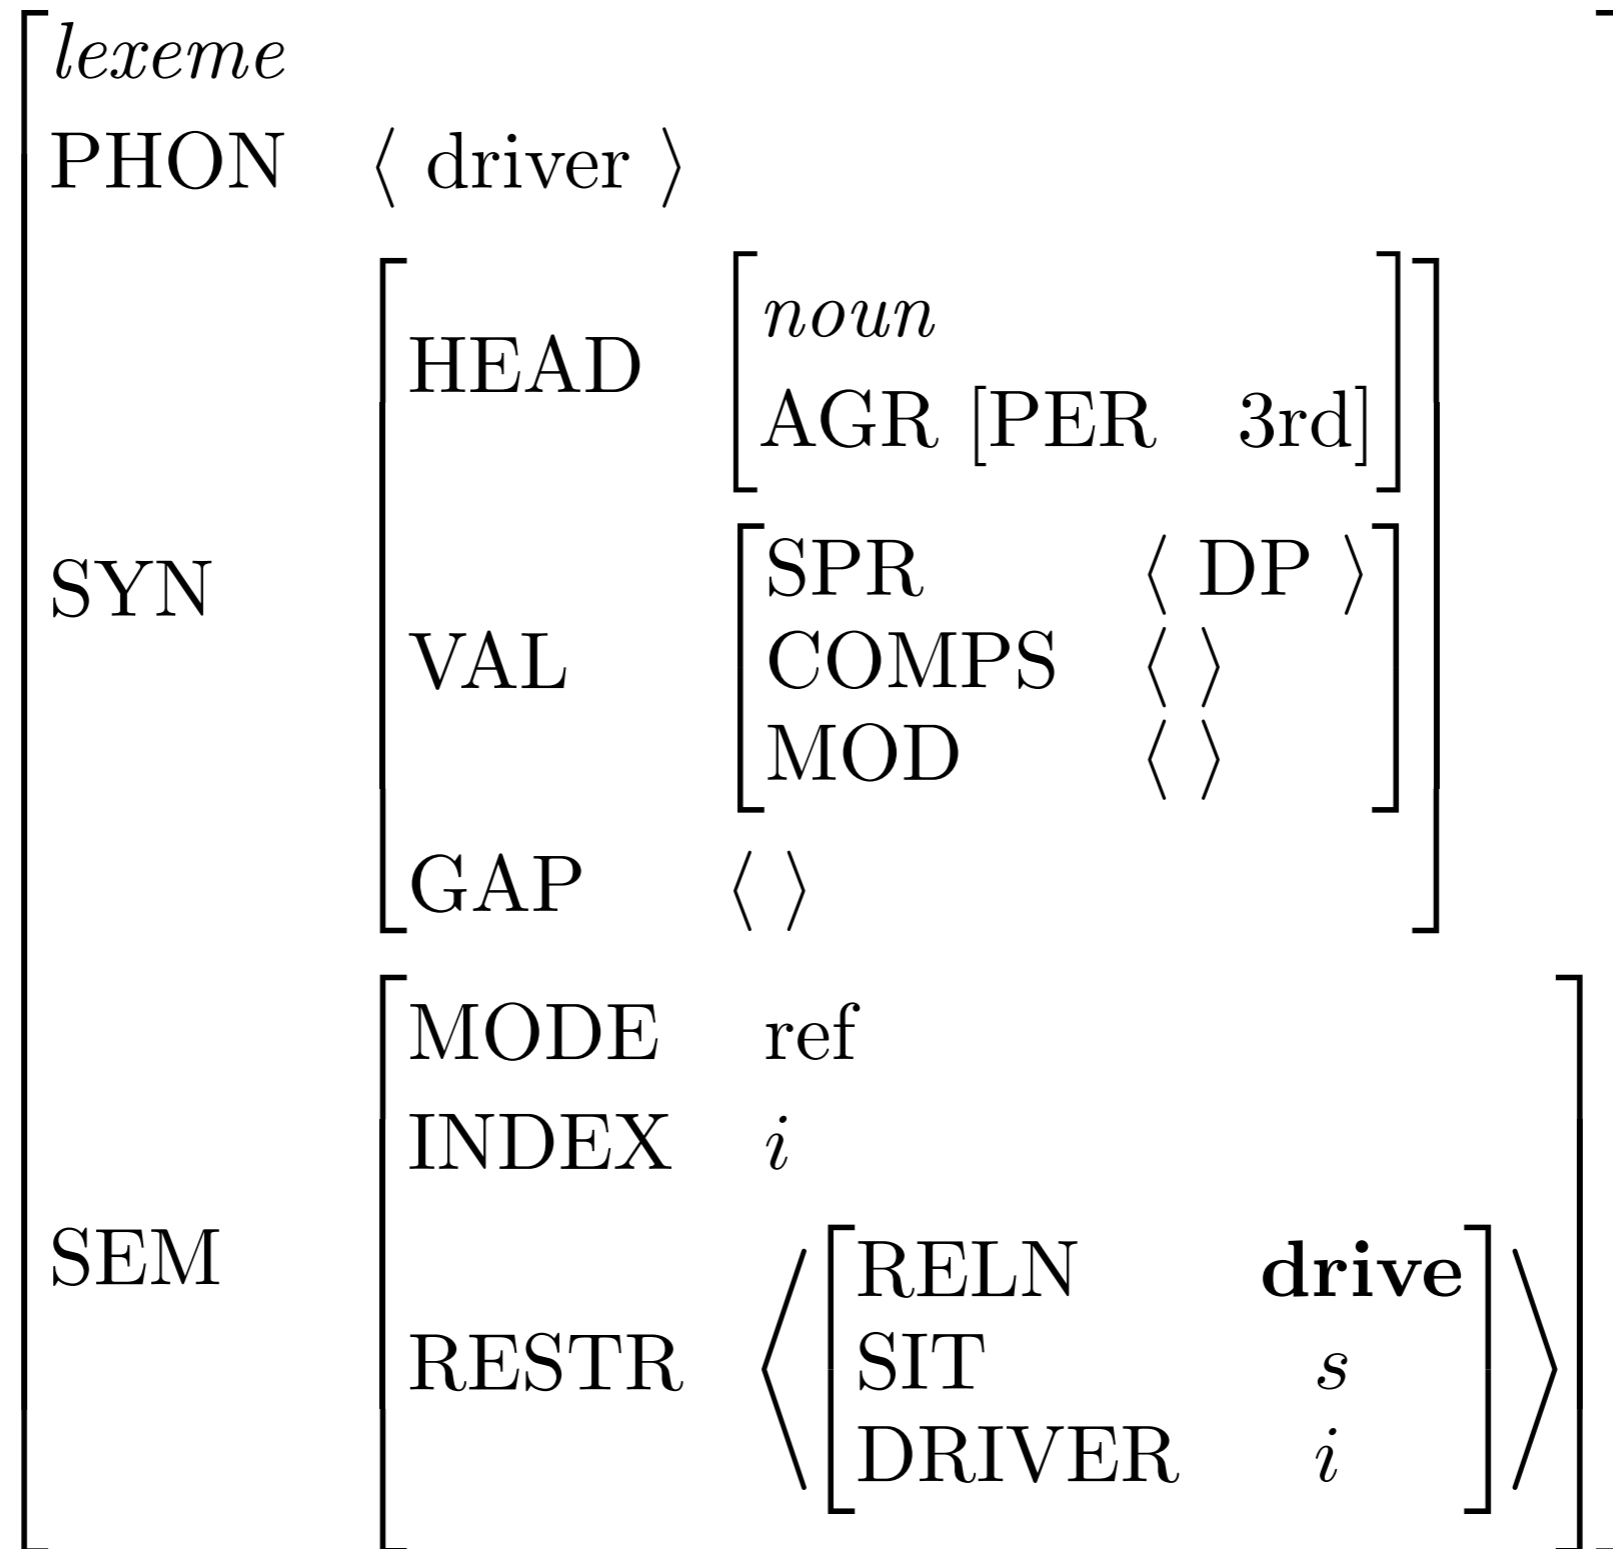 lexeme
PHON ⟨ driver ⟩
SYN
HEAD
noun
AGR [PER 3rd]
VAL
SPR ⟨ DP ⟩
COMPS ⟨ ⟩
MOD ⟨ ⟩
GAP ⟨ ⟩
SEM
MODE ref
INDEX i
RESTR
RELN drive
SIT s
DRIVER i